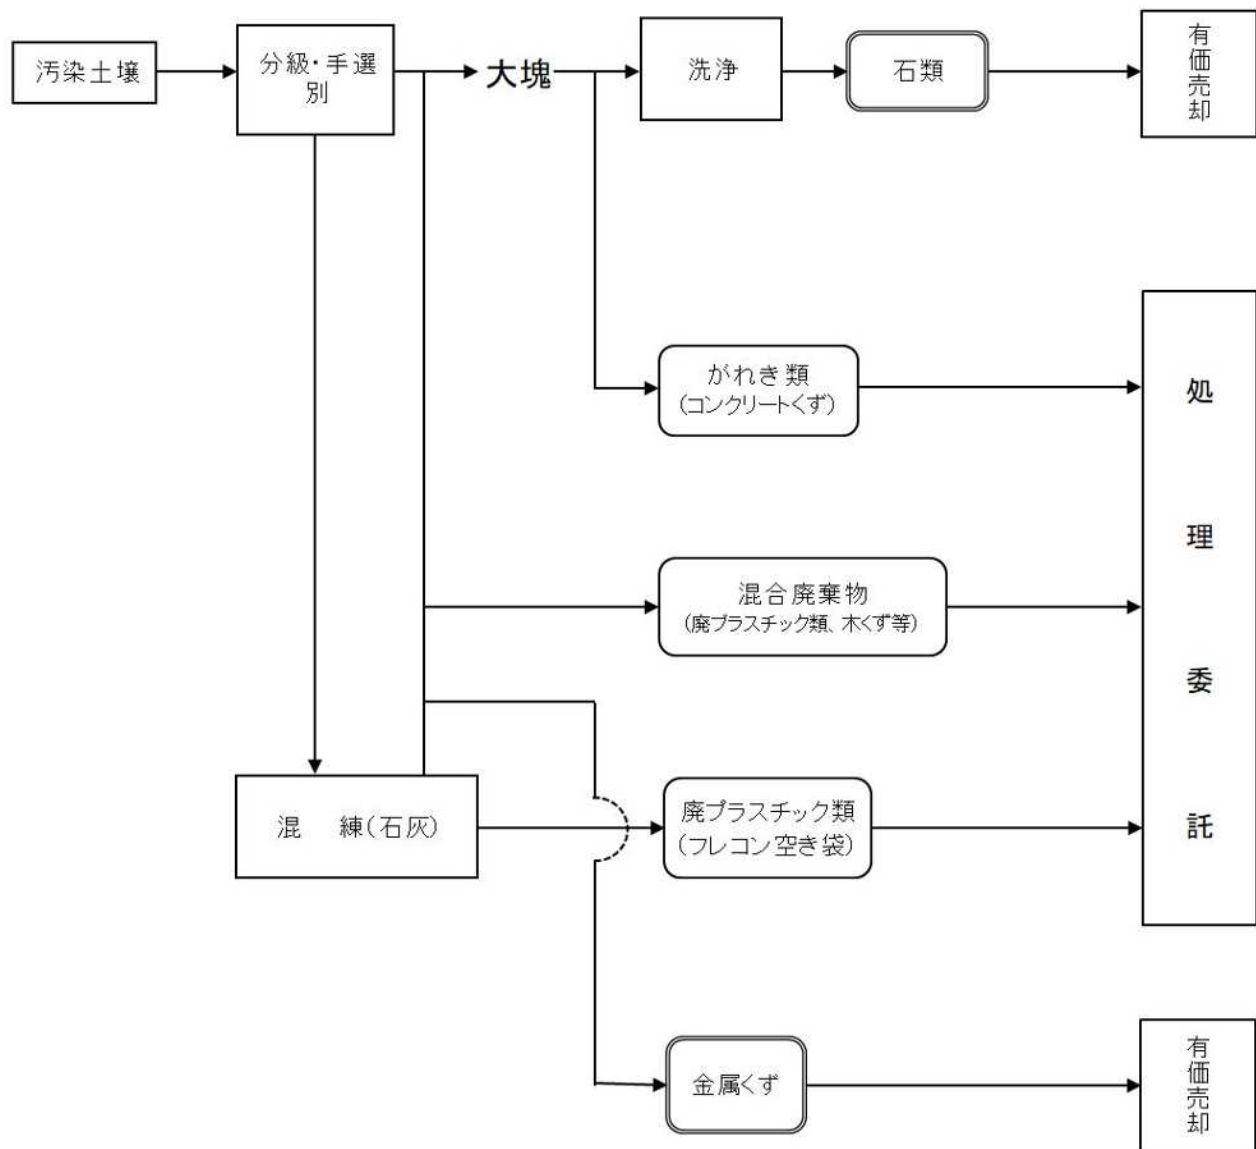 汚染土壌
分級・手選
別
大塊
洗浄
石類
有価売却
がれき類
(コンクリートくず)
混合廃棄物
(廃プラスチック類、木くず等)
処理委託
混　練(石灰)
廃プラスチック類
(フレコン空き袋)
金属くず
有価売却